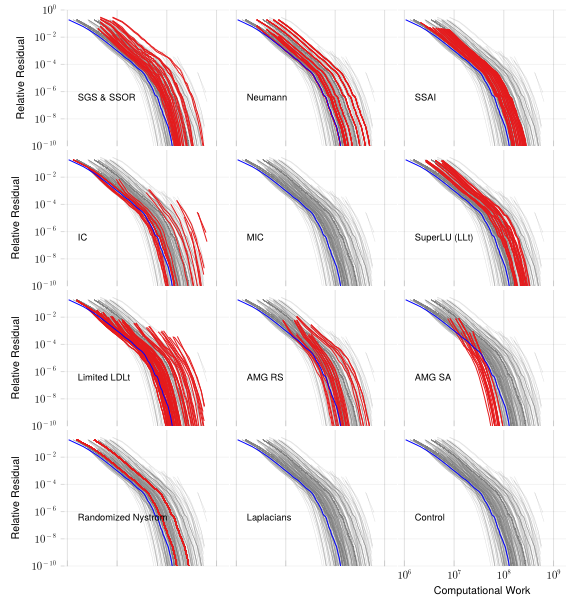 10^0
10^-2
10^-4
10^-6
10^-8
10^-10
Relative Residual
SGS & SSOR
Neumann
SSAI
10^-2
10^-4
10^-6
10^-8
10^-10
Relative Residual
IC
MIC
SuperLU (LLt)
10^-2
10^-4
10^-6
10^-8
10^-10
Relative Residual
Limited LDLt
AMG RS
AMG SA
10^-2
10^-4
10^-6
10^-8
10^-10
Relative Residual
Randomized Nystrom
Laplacians
Control
10^6 10^7 10^8 10^9
Computational Work